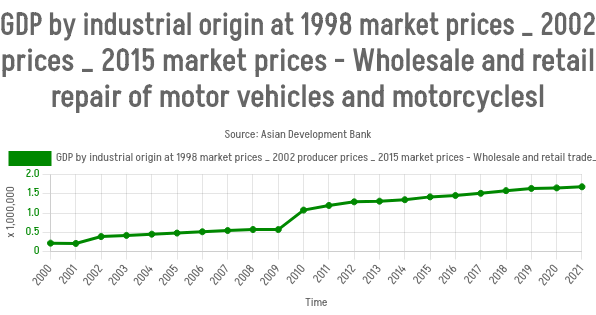 GDP by industrial origin at 1998 market prices _ 2002
prices _ 2015 market prices - Wholesale and retail
repair of motor vehicles and motorcyclesl
Source: Asian Development Bank
GDP by industrial origin at 1998 market prices _ 2002 producer prices _ 2015 market prices - Wholesale and retail trade...
x 1,000,000
2.0
1.5
1.0
0.5
0
2000 2001 2002 2003 2004 2005 2006 2007 2008 2009 2010 2011 2012 2013 2014 2015 2016 2017 2018 2019 2020 2021
Time